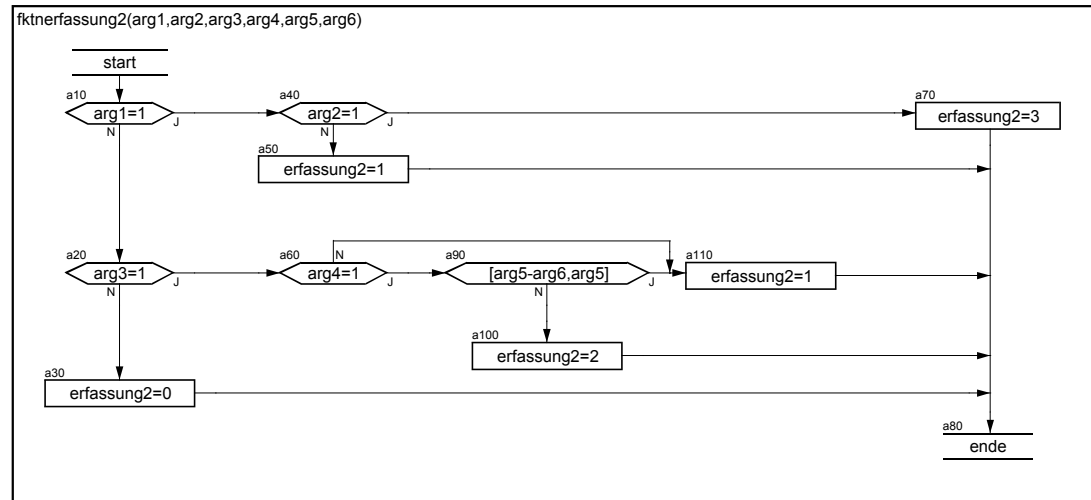 fktnerfassung2(arg1,arg2,arg3,arg4,arg5,arg6)
start
a10
arg1=1
J
N
a40
arg2=1
J
N
a70
erfassung2=3
a50
erfassung2=1
a20
arg3=1
J
N
a60
N
arg4=1
J
a90
[arg5-arg6,arg5]
J
N
a110
erfassung2=1
a100
erfassung2=2
a30
erfassung2=0
a80
ende